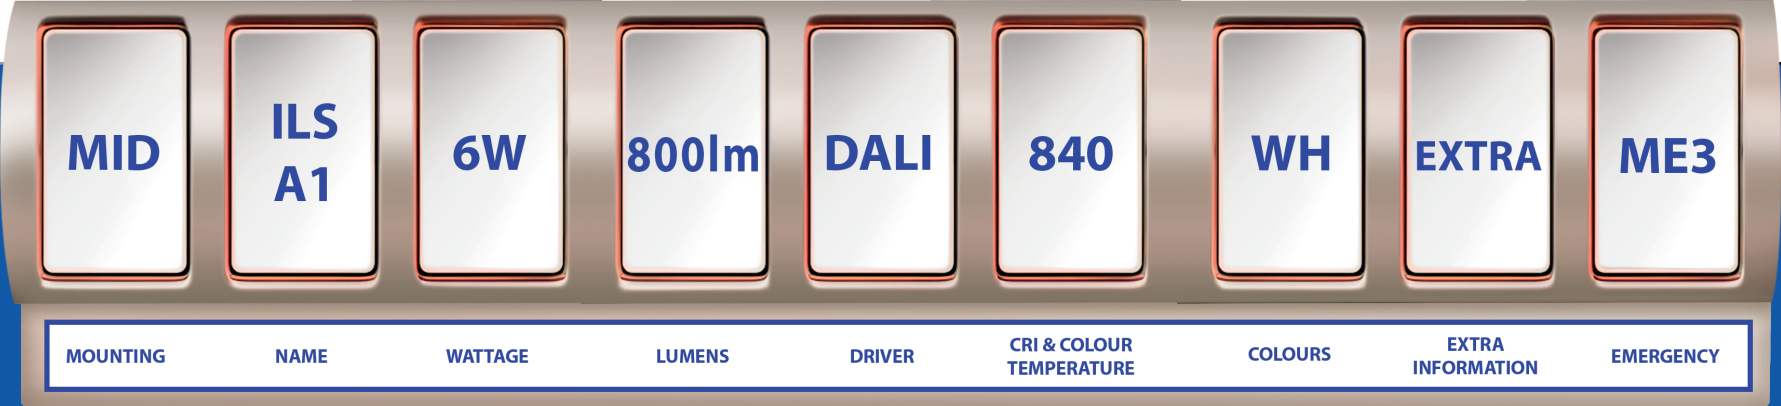 MID
ILS
A1
6W
800lm
DALI
840
WH
EXTRA
ME3
MOUNTING
NAME
WATTAGE
LUMENS
DRIVER
CRI & COLOUR
TEMPERATURE
COLOURS
EXTRA
INFORMATION
EMERGENCY